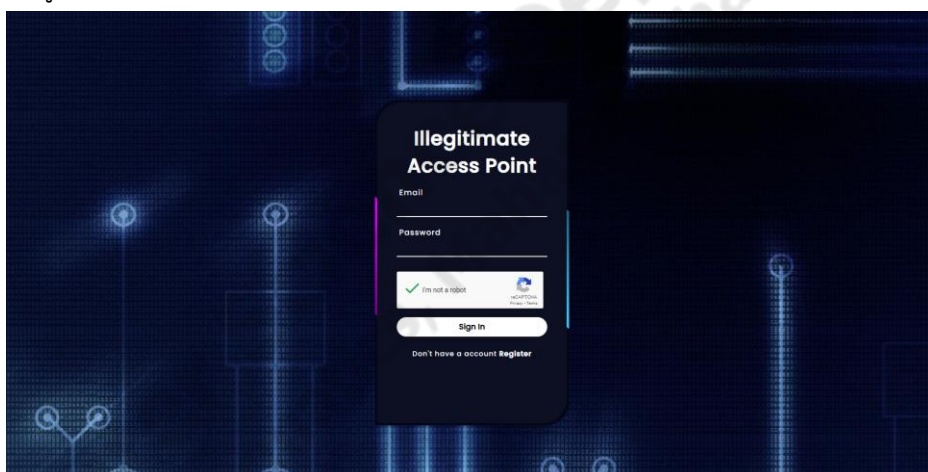 Illegitimate
Access Point
Email
Password
I'm not a robot
reCAPTCHA
Privacy - Terms
Sign In
Don't have a account Register